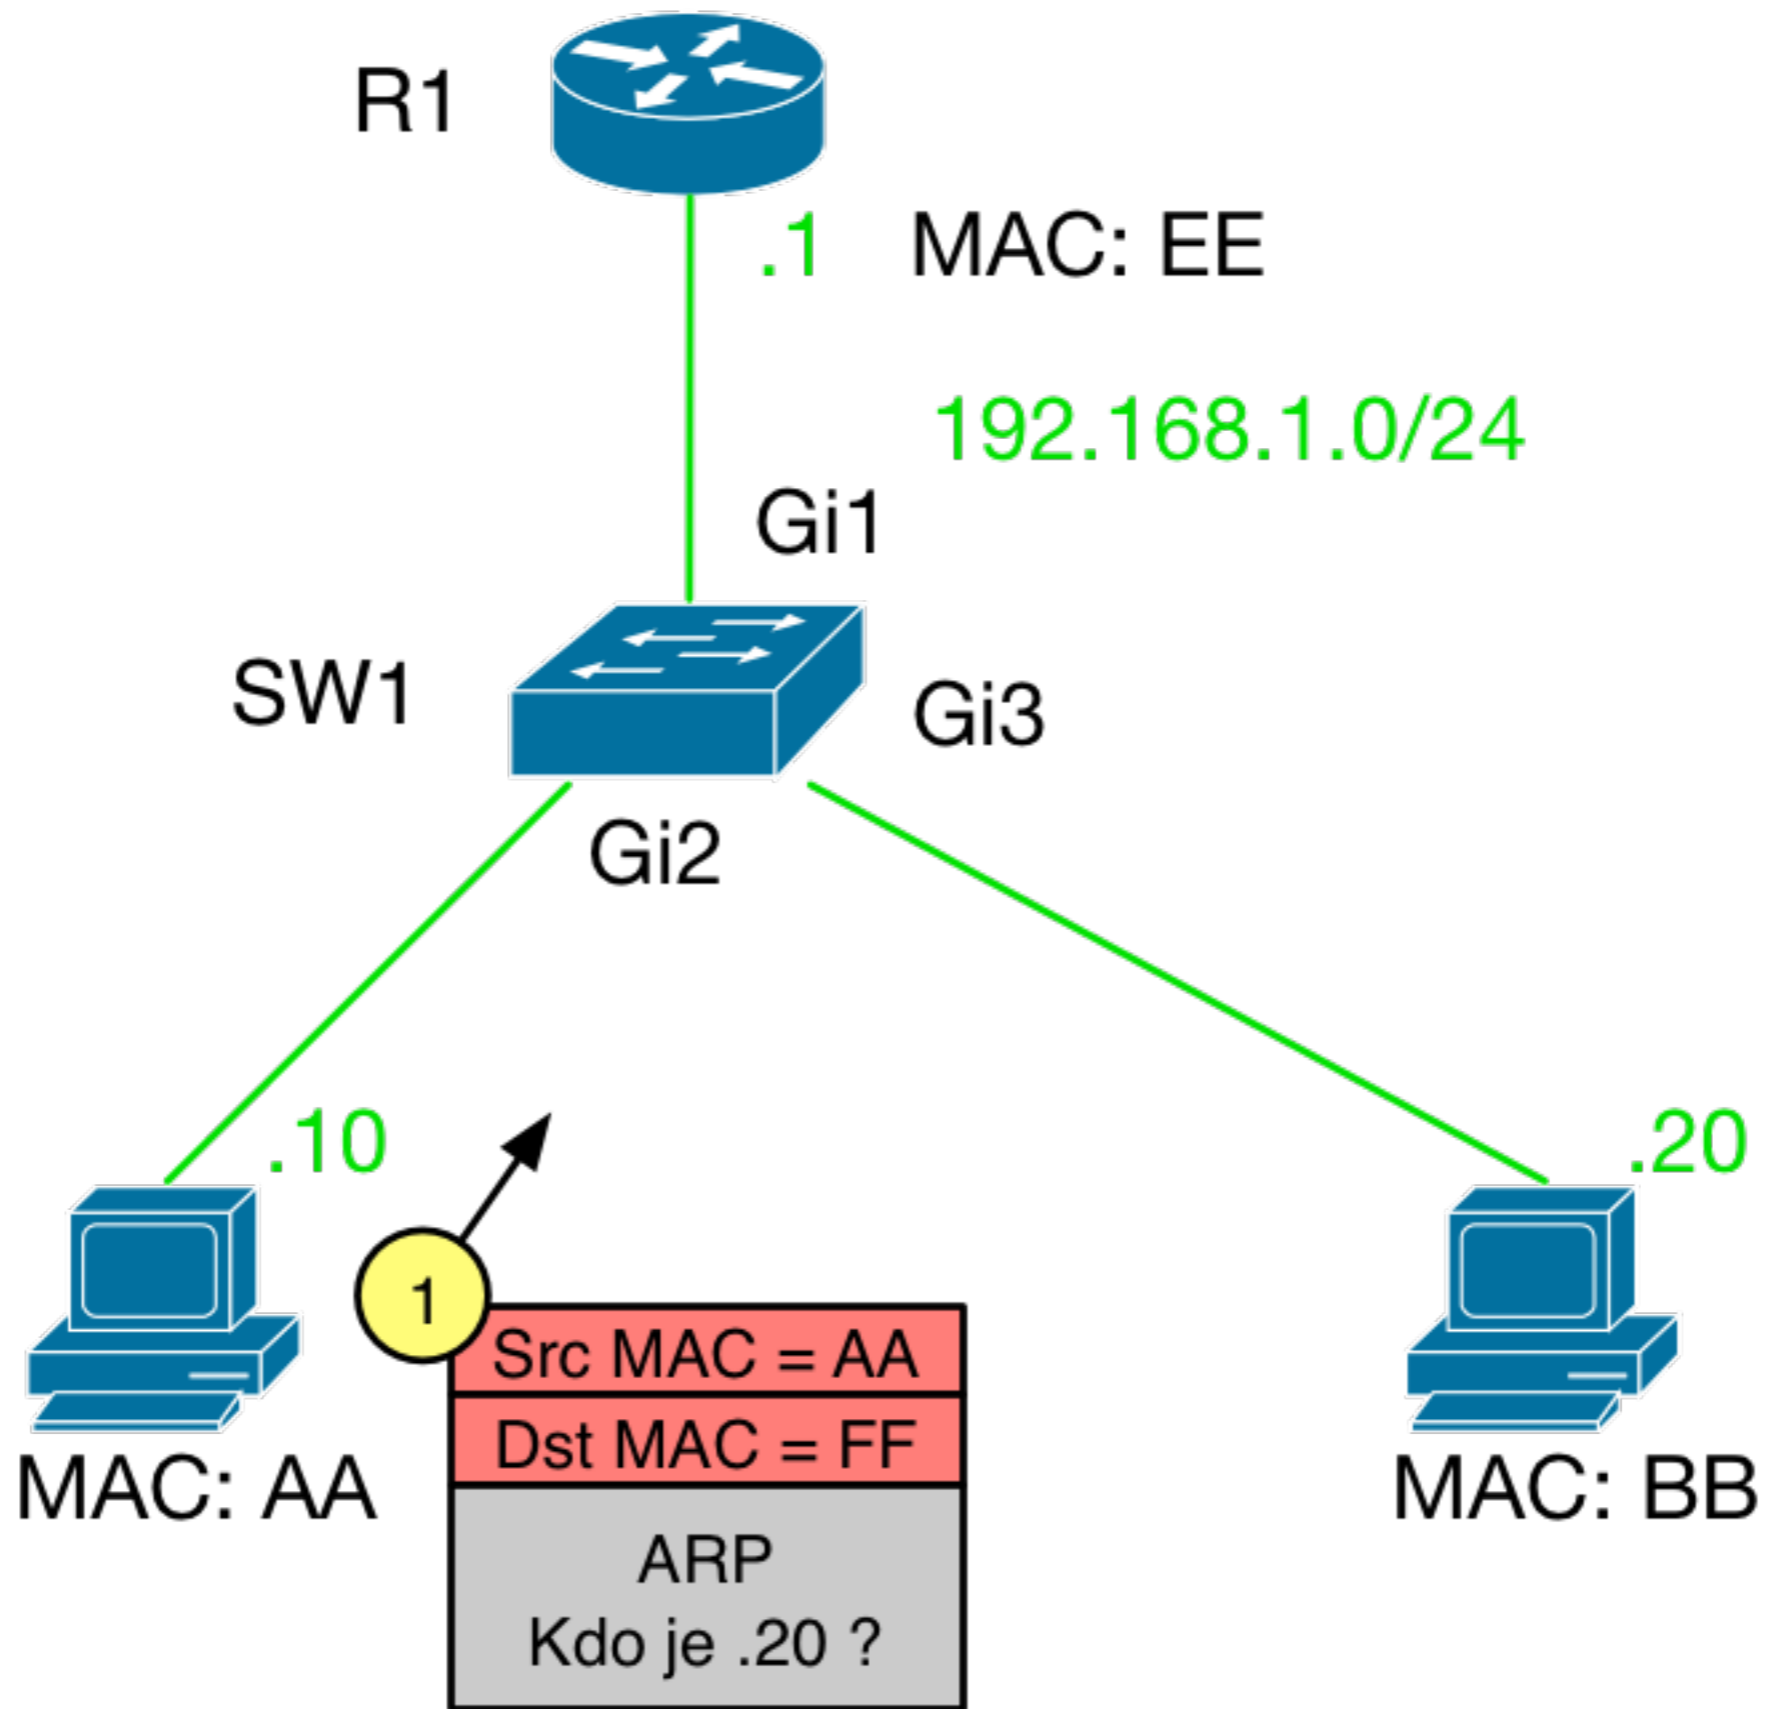 R1
.1 MAC: EE
192.168.1.0/24
Gi1
SW1
Gi3
Gi2
.10
.20
1
Src MAC = AA
Dst MAC = FF
MAC: AA
MAC: BB
ARP
Kdo je .20 ?